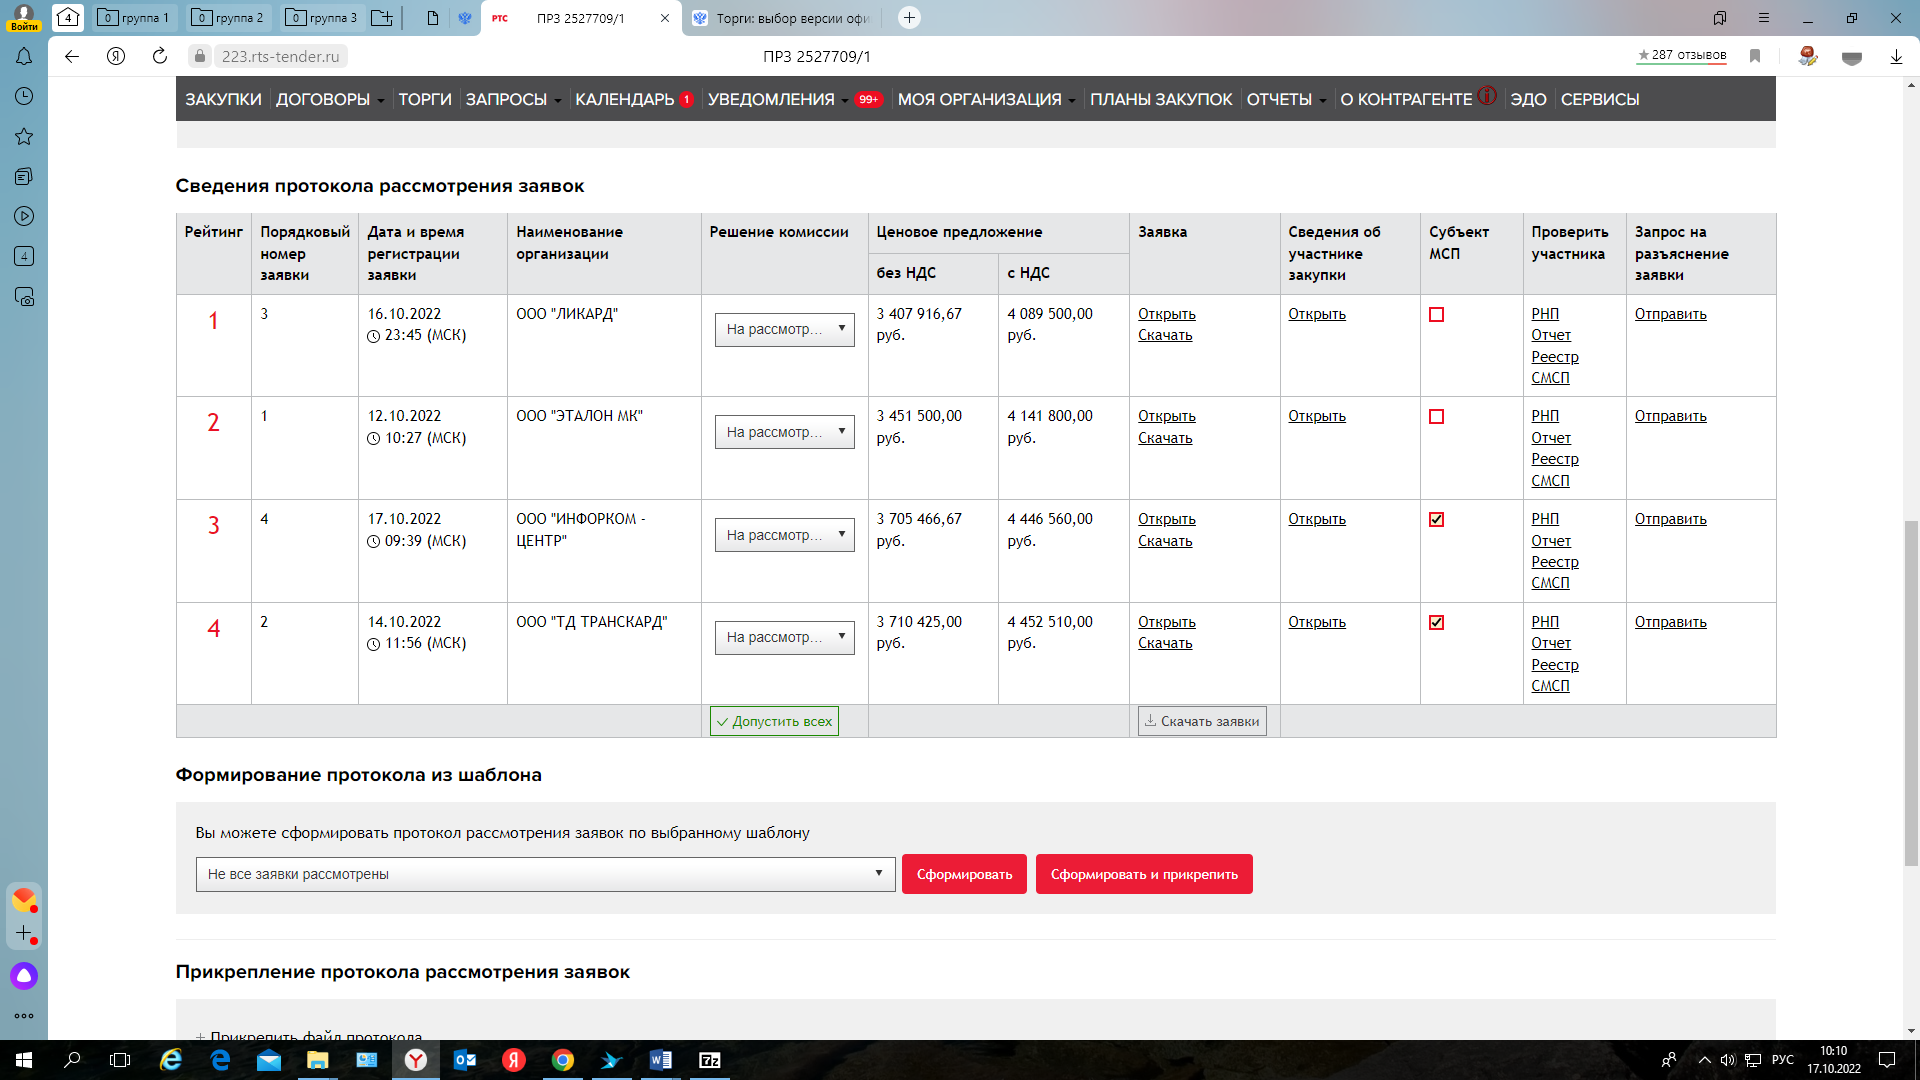 Войти
0 группа 1
0 группа 2
0 группа 3
РТС ПРЗ 2527709/1
Торги: выбор версии офи
Я
223.rts-tender.ru
ПРЗ 2527709/1
★ 287 отзывов
ЗАКУПКИ ДОГОВОРЫ ТОРГИ ЗАПРОСЫ КАЛЕНДАРЬ 1 УВЕДОМЛЕНИЯ 99+ МОЯ ОРГАНИЗАЦИЯ ПЛАНЫ ЗАКУПОК ОТЧЕТЫ О КОНТРАГЕНТЕ ЭДО СЕРВИСЫ
4
Сведения протокола рассмотрения заявок
Рейтинг
Порядковый
номер
заявки
Дата и время
регистрации
заявки
Наименование
организации
Решение комиссии
Ценовое предложение
без НДС
с НДС
Заявка
Сведения об
участнике
закупки
Субъект
МСП
Проверить
участника
Запрос на
разъяснение
заявки
1
3
16.10.2022
23:45 (МСК)
ООО "ЛИКАРД"
На рассмотр...
3 407 916,67
руб.
4 089 500,00
руб.
Открыть
Скачать
Открыть
РНП
Отчет
Реестр
СМСП
Отправить
2
1
12.10.2022
10:27 (МСК)
ООО "ЭТАЛОН МК"
На рассмотр...
3 451 500,00
руб.
4 141 800,00
руб.
Открыть
Скачать
Открыть
РНП
Отчет
Реестр
СМСП
Отправить
3
4
17.10.2022
09:39 (МСК)
ООО "ИНФОРКОМ -
ЦЕНТР"
На рассмотр...
3 705 466,67
руб.
4 446 560,00
руб.
Открыть
Скачать
Открыть
РНП
Отчет
Реестр
СМСП
Отправить
4
2
14.10.2022
11:56 (МСК)
ООО "ТД ТРАНСКАРД"
На рассмотр...
3 710 425,00
руб.
4 452 510,00
руб.
Открыть
Скачать
Открыть
РНП
Отчет
Реестр
СМСП
Отправить
Допустить всех
Скачать заявки
Формирование протокола из шаблона
Вы можете сформировать протокол рассмотрения заявок по выбранному шаблону
Не все заявки рассмотрены
Сформировать
Сформировать и прикрепить
Прикрепление протокола рассмотрения заявок
+ Прикрепить файл протокола
РУС
10:10
17.10.2022